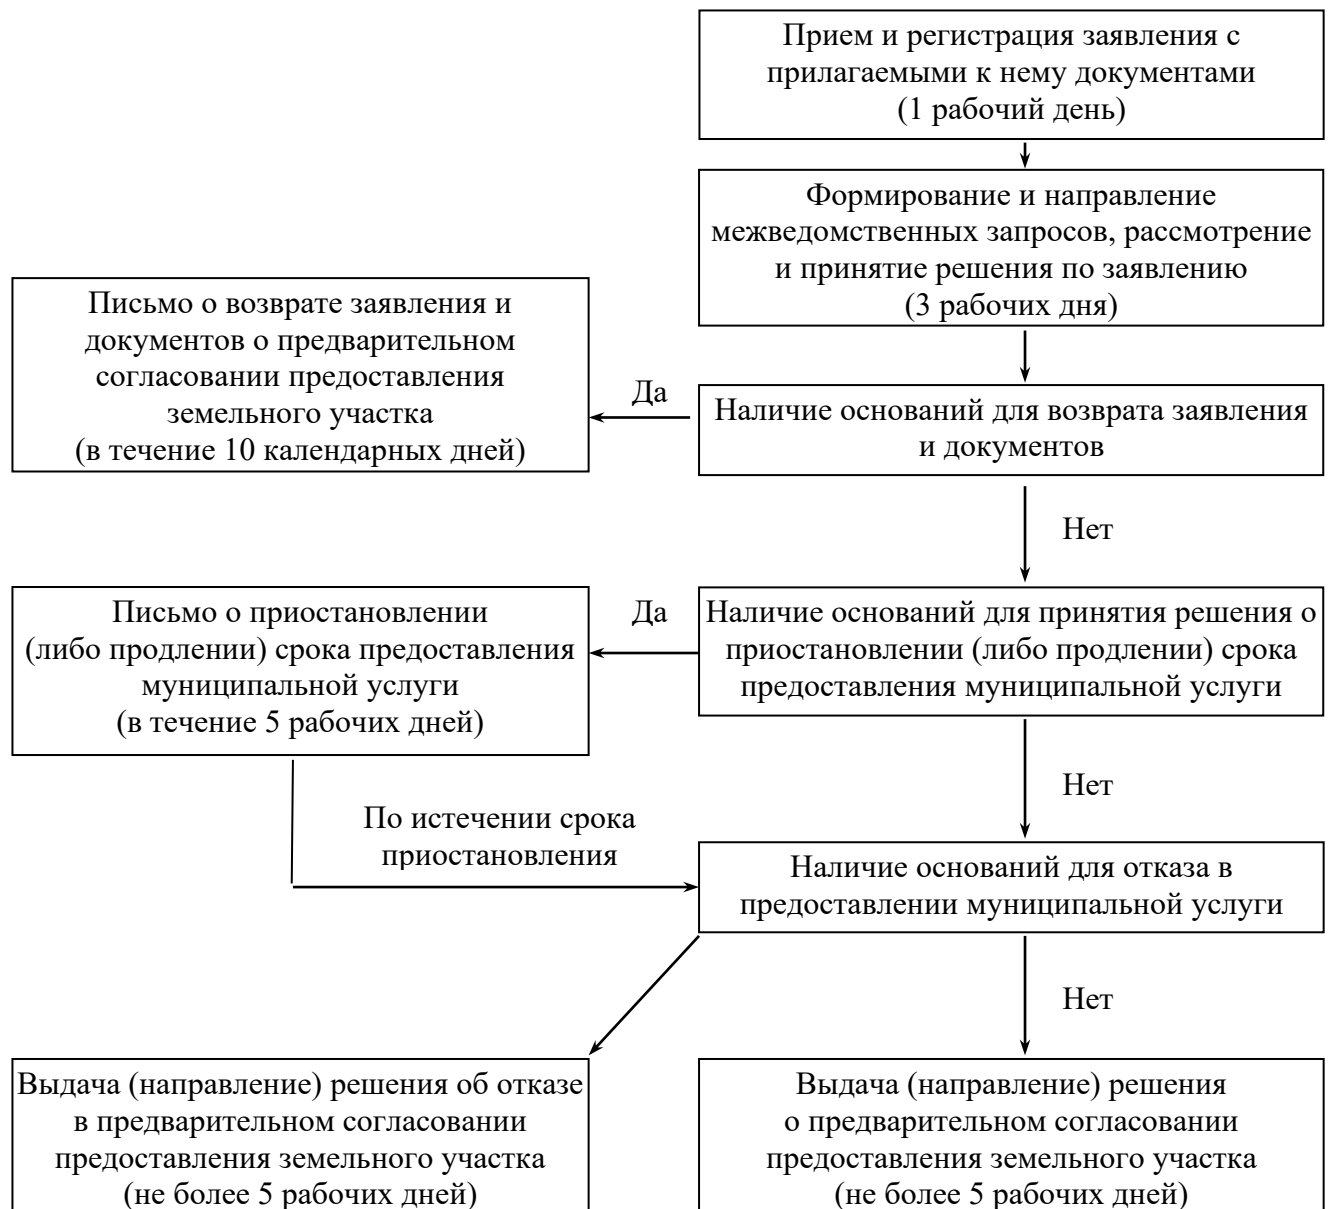 Прием и регистрация заявления с
прилагаемыми к нему документами
(1 рабочий день)
Формирование и направление
межведомственных запросов, рассмотрение
и принятие решения по заявлению
(3 рабочих дня)
Письмо о возврате заявления и
документов о предварительном
согласовании предоставления
земельного участка
(в течение 10 календарных дней)
Да
Наличие оснований для возврата заявления
и документов
Нет
Письмо о приостановлении
(либо продлении) срока предоставления
муниципальной услуги
(в течение 5 рабочих дней)
Да
Наличие оснований для принятия решения о
приостановлении (либо продлении) срока
предоставления муниципальной услуги
Нет
По истечении срока
приостановления
Наличие оснований для отказа в
предоставлении муниципальной услуги
Нет
Выдача (направление) решения об отказе
в предварительном согласовании
предоставления земельного участка
(не более 5 рабочих дней)
Выдача (направление) решения
о предварительном согласовании
предоставления земельного участка
(не более 5 рабочих дней)